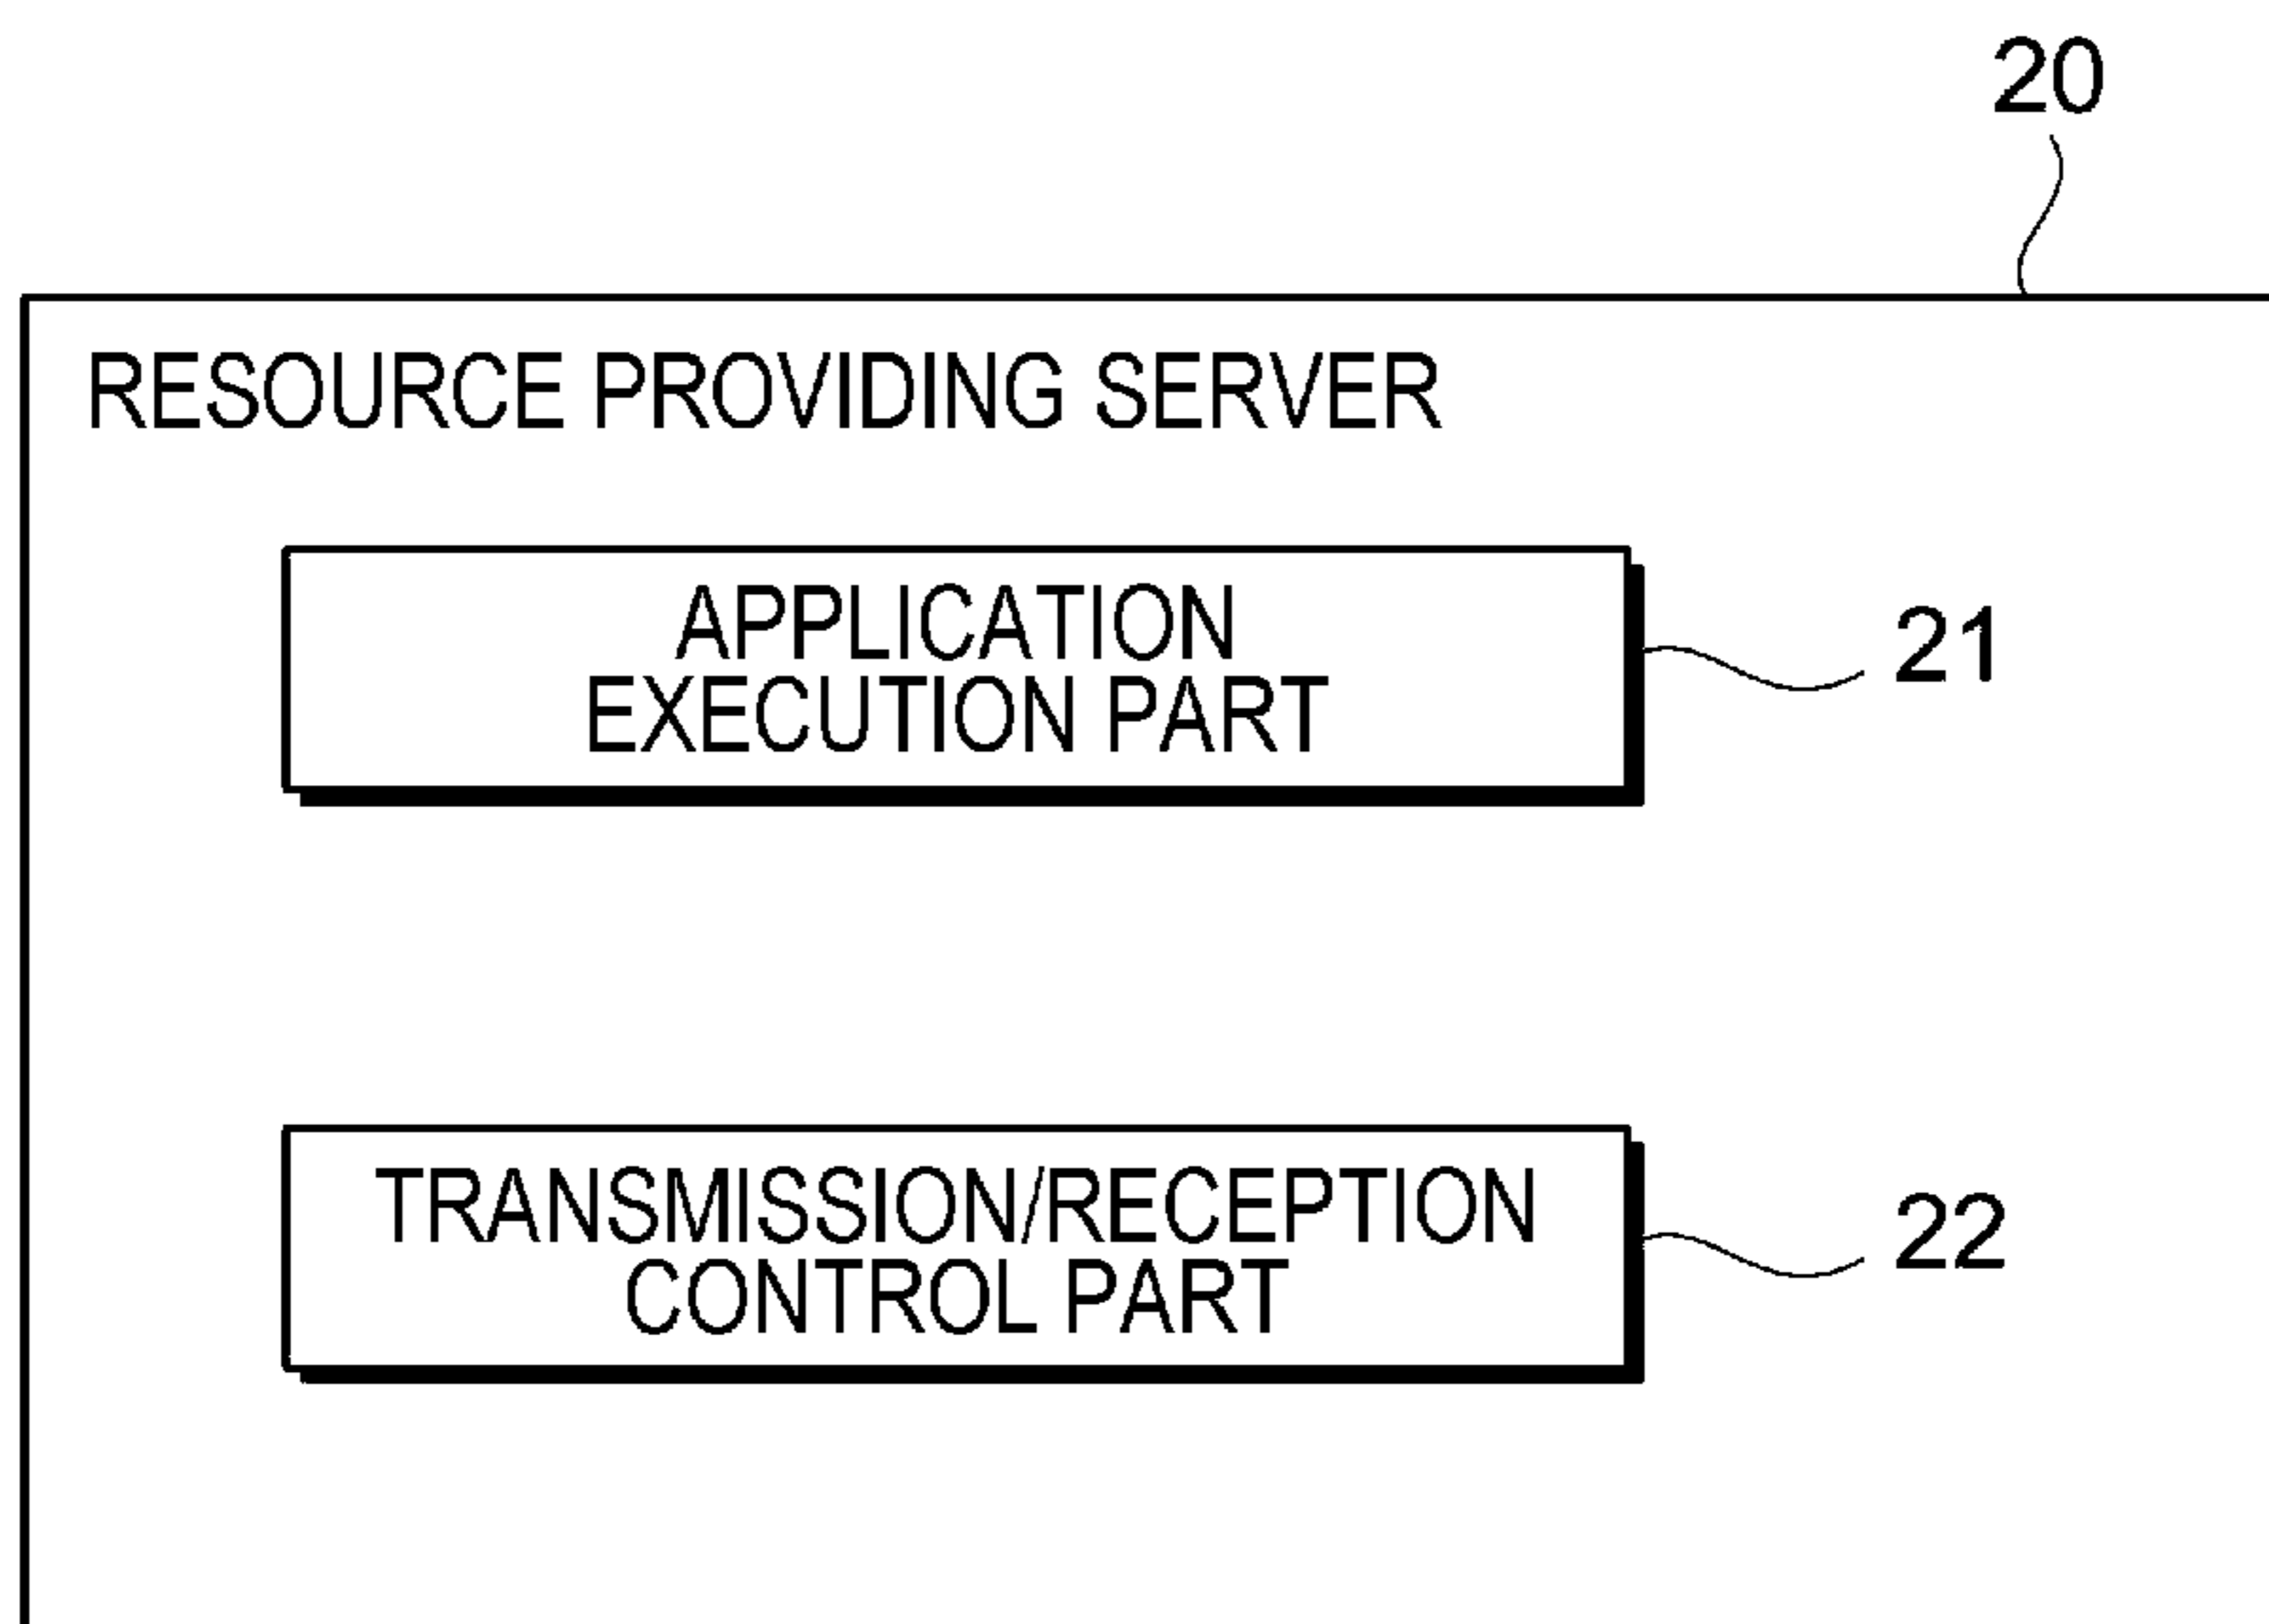 20
RESOURCE PROVIDING SERVER
APPLICATION
EXECUTION PART
21
TRANSMISSION/RECEPTION
CONTROL PART
22